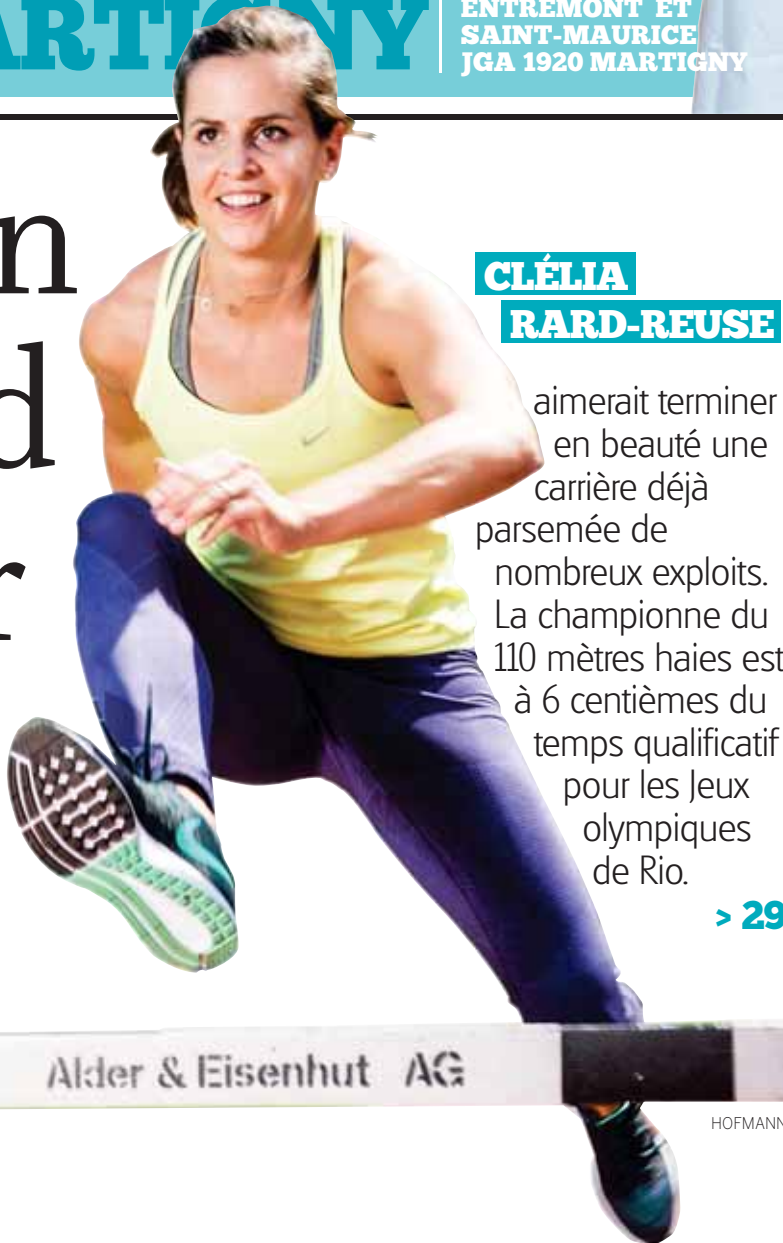 ARTIGNY
ENTREMONT ET
SAINT-MAURICE
JGA 1920 MARTIGNY
n
d
r
CLÉLIA
RARD-REUSE
aimerait terminer
en beauté une
carrière déjà
parsemée de
nombreux exploits.
La championne du
110 mètres haies est
à 6 centièmes du
temps qualificatif
pour les Jeux
olympiques
de Rio.
> 29
Alder & Eisenhut AG
HOFMANN